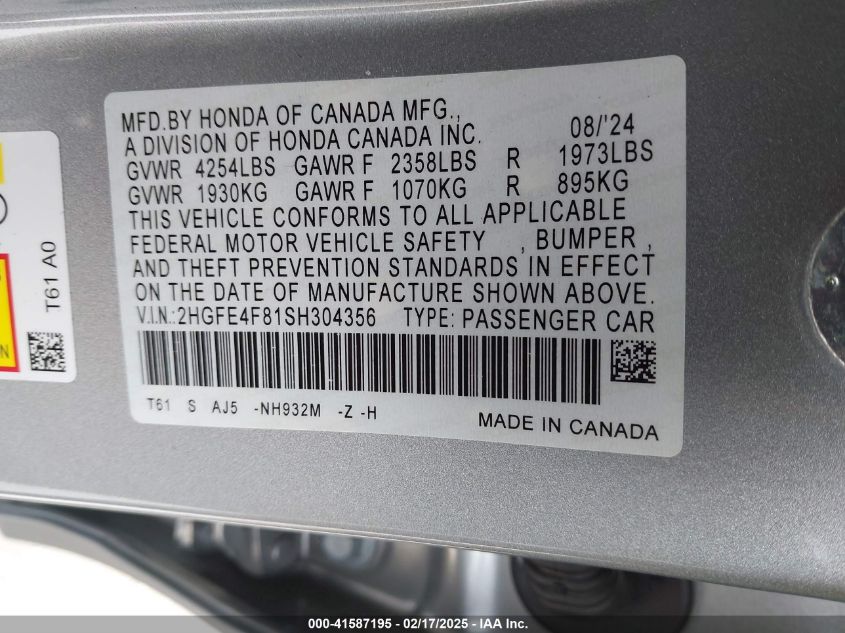 MFD.BY HONDA OF CANADA MFG.,
A DIVISION OF HONDA CANADA INC. 08/'24
GVWR 4254LBS GAWR F 2358LBS R 1973LBS
GVWR 1930KG GAWR F 1070KG R 895KG
THIS VEHICLE CONFORMS TO ALL APPLICABLE
FEDERAL MOTOR VEHICLE SAFETY , BUMPER ,
AND THEFT PREVENTION STANDARDS IN EFFECT
ON THE DATE OF MANUFACTURE SHOWN ABOVE.
V.I.N.:2HGFE4F81SH304356 TYPE: PASSENGER CAR
T61 S AJ5 -NH932M -Z -H
MADE IN CANADA
T61 A0
000-41587195 - 02/17/2025 - IAA Inc.